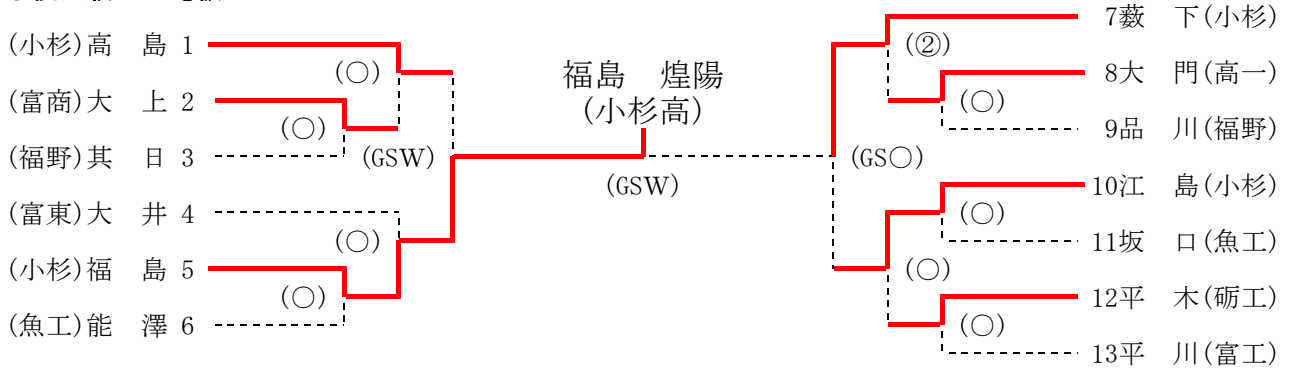 (小杉)高　島 1
(富商)大　上 2
(福野)其　日 3
(富東)大　井 4
(小杉)福　島 5
(魚工)能　澤 6
(○)
(○)
(GSW)
(○)
(○)
福島　煌陽
(小杉高)
(GSW)
(②)
(○)
(GS○)
(○)
(○)
(○)
7藪　下(小杉)
8大　門(高一)
9品　川(福野)
10江　島(小杉)
11坂　口(魚工)
12平　木(砺工)
13平　川(富工)